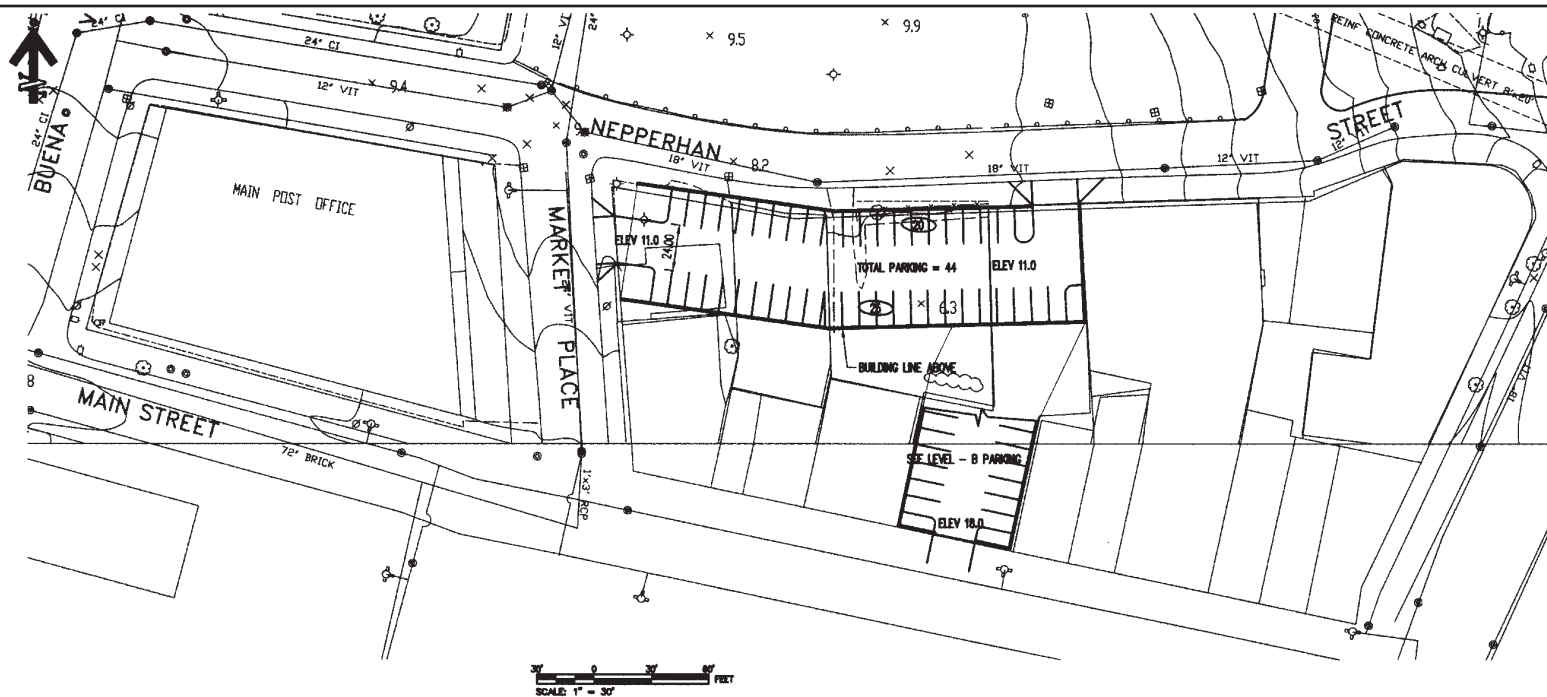 24" CI
24" CI
12" VIT
24"
9.5
9.9
REINF CONCRETE ARCH CULVERT 8'x20'
N
24" CI
BUENA
12" VIT
9.4
NEPPERHAN
STREET
18" VIT
8.2
18" VIT
12" VIT
12"
MAIN POST OFFICE
MARKET PLACE
VIT
ELEV 11.0
24.00
20
TOTAL PARKING = 44
ELEV 11.0
25
6.3
BUILDING LINE ABOVE
18" VIT
8
MAIN STREET
72" BRICK
SEE LEVEL - B PARKING
1'x3' RCP
ELEV 18.0
30' 0 30' 60' FEET
SCALE: 1" = 30'